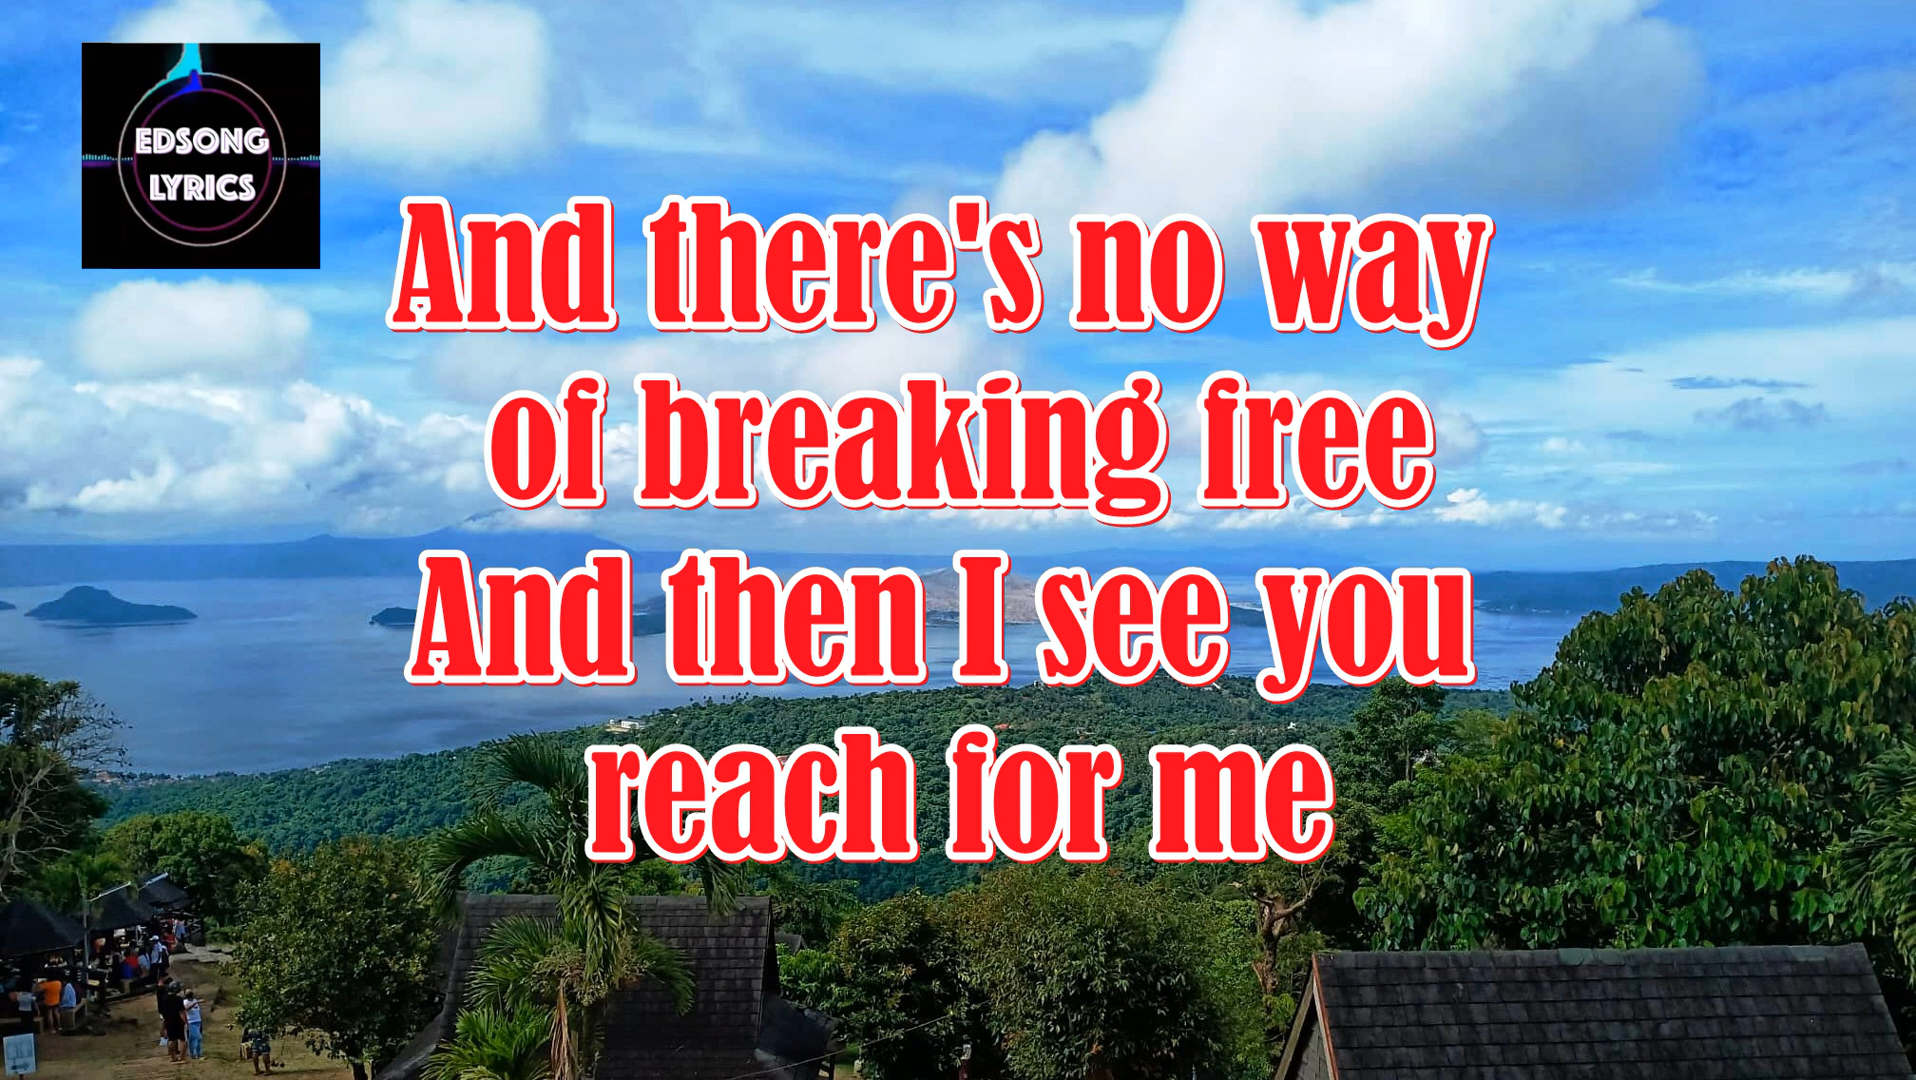 EDSONG
LYRICS
And there's no way
of breaking free
And then I see you
reach for me